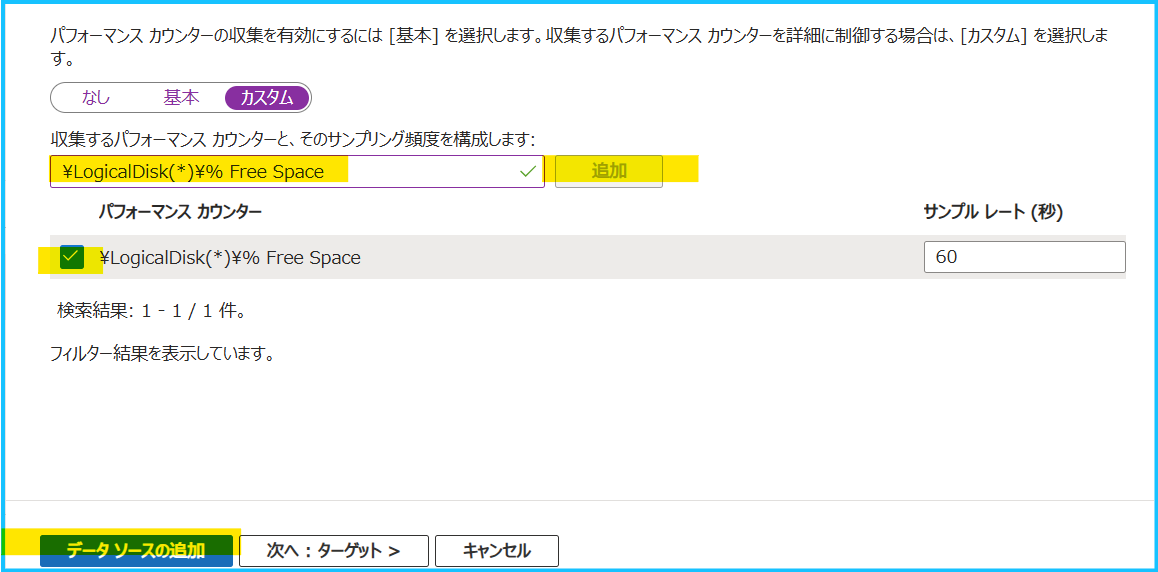 パフォーマンス カウンターの収集を有効にするには [基本] を選択します。収集するパフォーマンス カウンターを詳細に制御する場合は、[カスタム] を選択しま
す。
なし 基本 カスタム
収集するパフォーマンス カウンターと、そのサンプリング頻度を構成します:
¥LogicalDisk(*)¥% Free Space 追加
パフォーマンス カウンター サンプル レート (秒)
¥LogicalDisk(*)¥% Free Space 60
検索結果: 1 - 1 / 1 件。
フィルター結果を表示しています。
データ ソースの追加 次へ : ターゲット > キャンセル